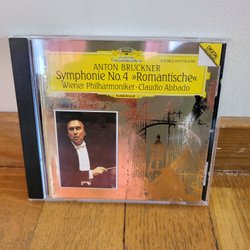 ANTON BRUCKNER
Symphonie No. 4 »Romantische«
Wiener Philharmoniker · Claudio Abbado